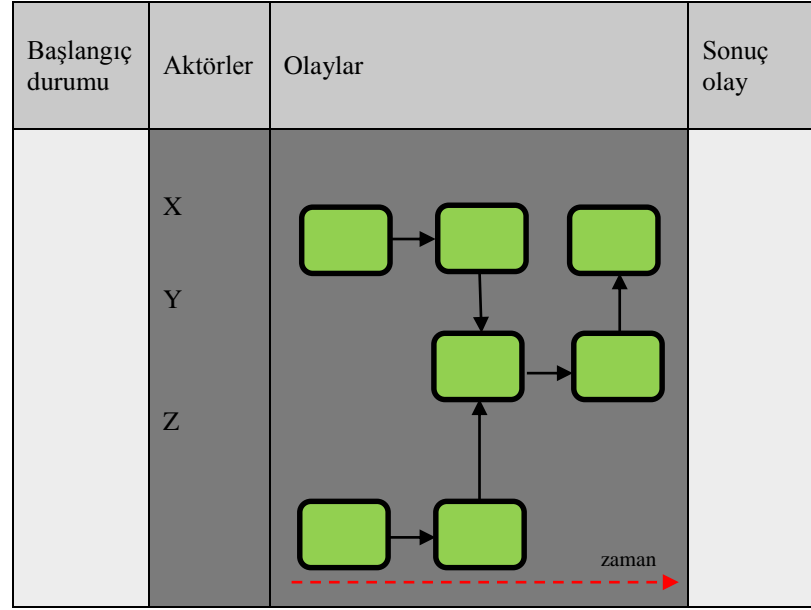 Başlangıç
durumu
Aktörler
Olaylar
Sonuç
olay
X
Y
Z
zaman